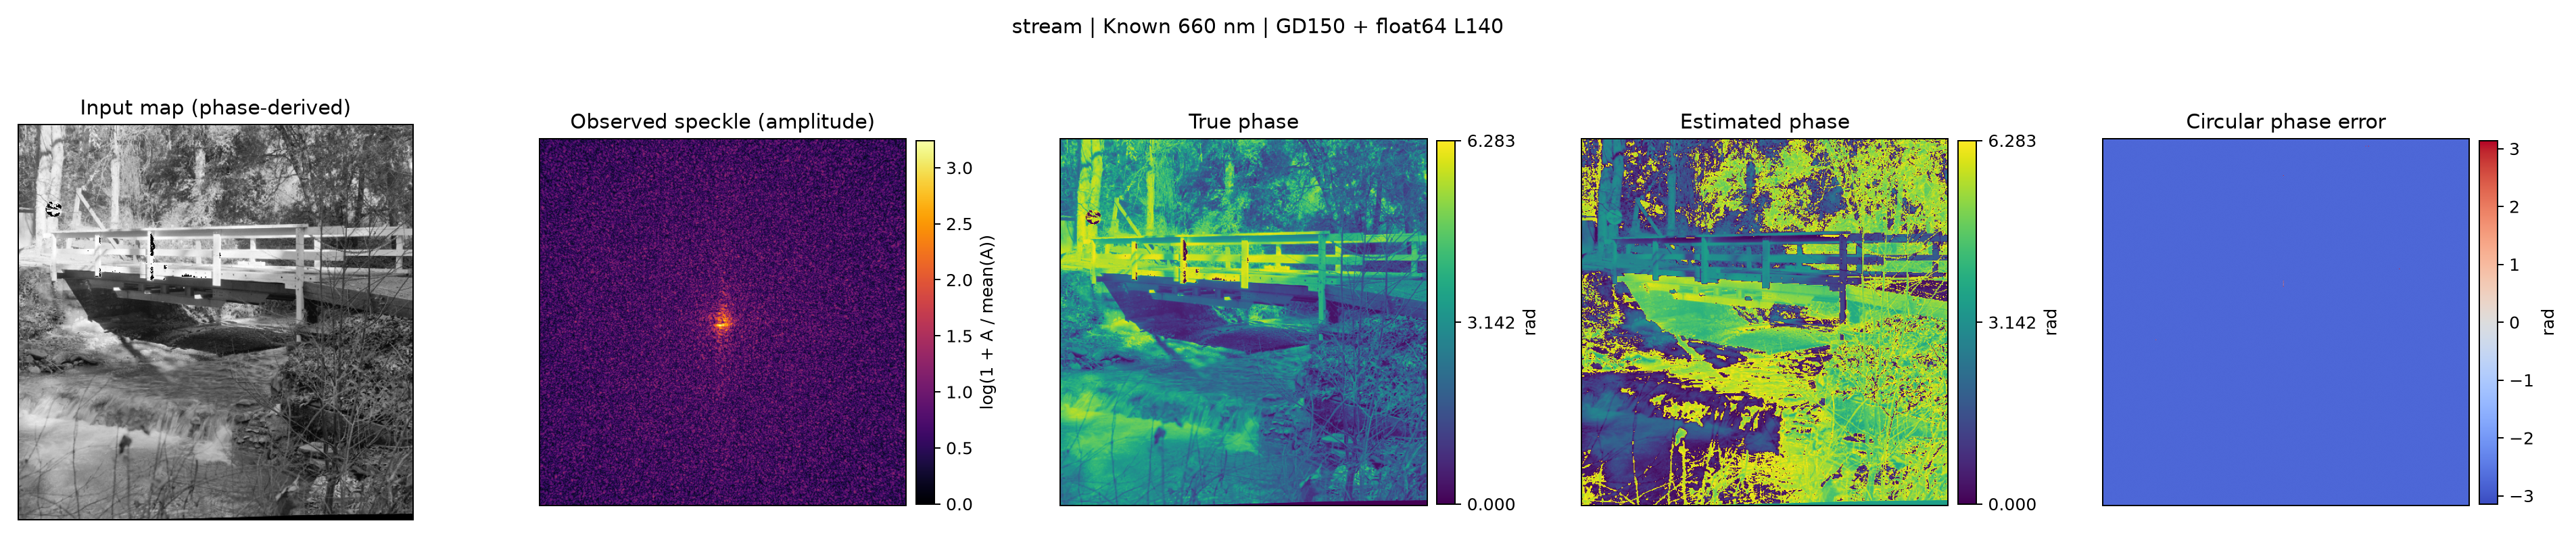 stream | Known 660 nm | GD150 + float64 L140
Input map (phase-derived)
Observed speckle (amplitude)
3.0
2.5
2.0
1.5
1.0
0.5
0.0
log(1 + A / mean(A))
True phase
6.283
3.142
0.000
rad
Estimated phase
6.283
3.142
0.000
rad
Circular phase error
3
2
1
0
−1
−2
−3
rad